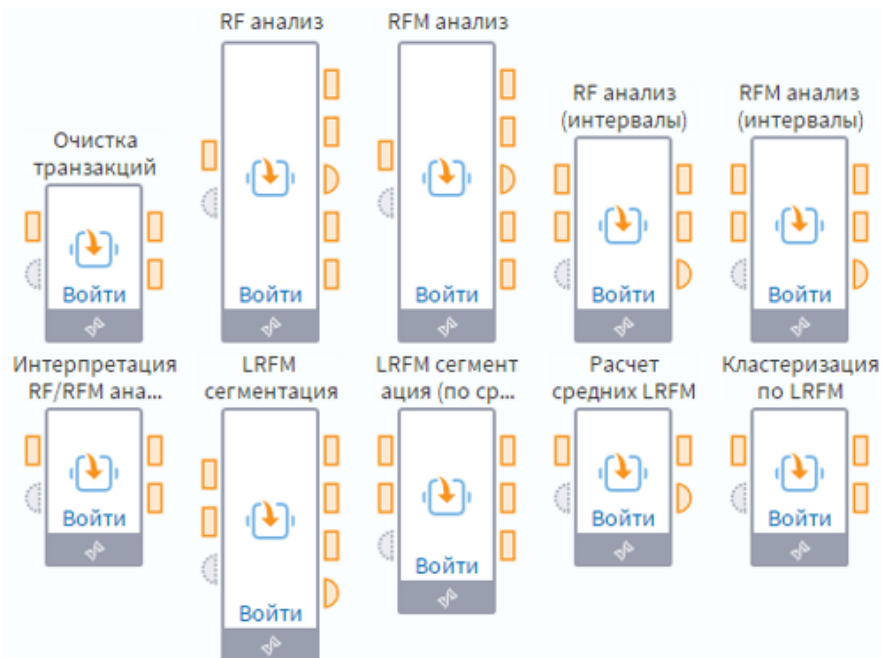 RF анализ
RFM анализ
RF анализ
(интервалы)
RFM анализ
(интервалы)
Очистка
транзакций
Войти
Войти
Войти
Войти
Войти
Интерпретация
RF/RFM ана...
LRFM
сегментация
LRFM сегмент
ация (по ср...
Расчет
средних LRFM
Кластеризация
по LRFM
Войти
Войти
Войти
Войти
Войти